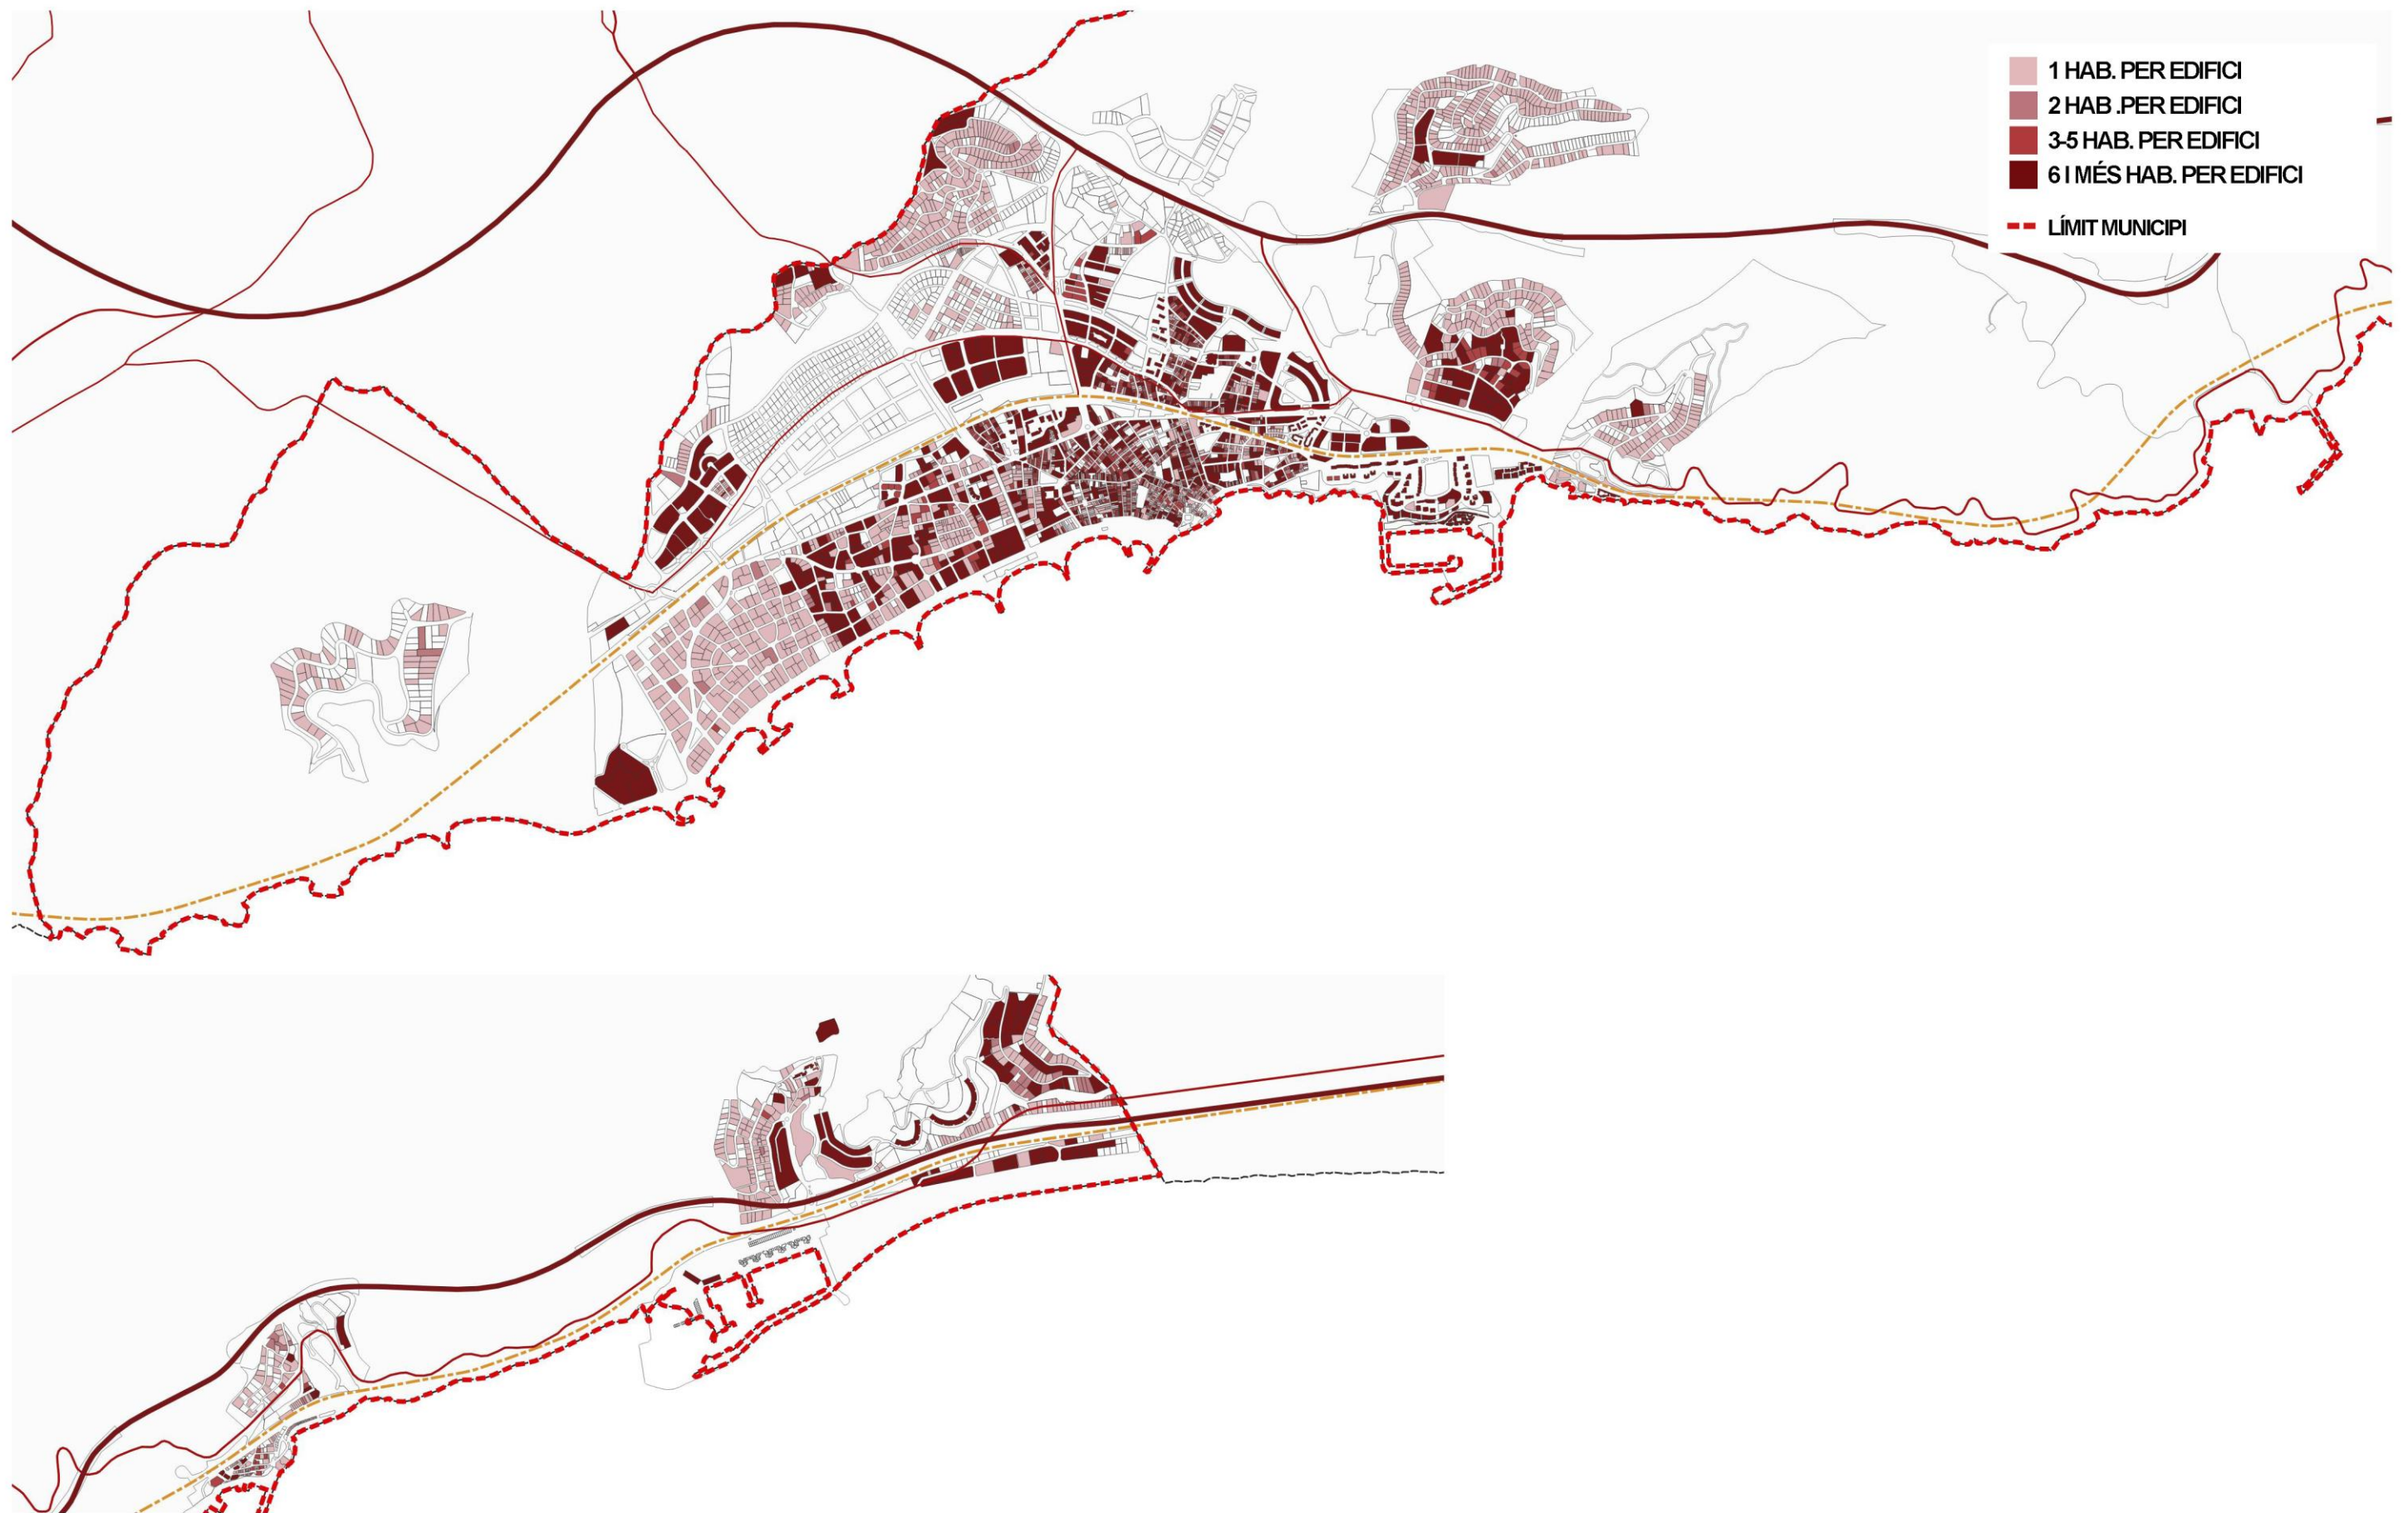 1 HAB. PER EDIFICI
2 HAB .PER EDIFICI
3-5 HAB. PER EDIFICI
6 I MÉS HAB. PER EDIFICI
LÍMIT MUNICIPI